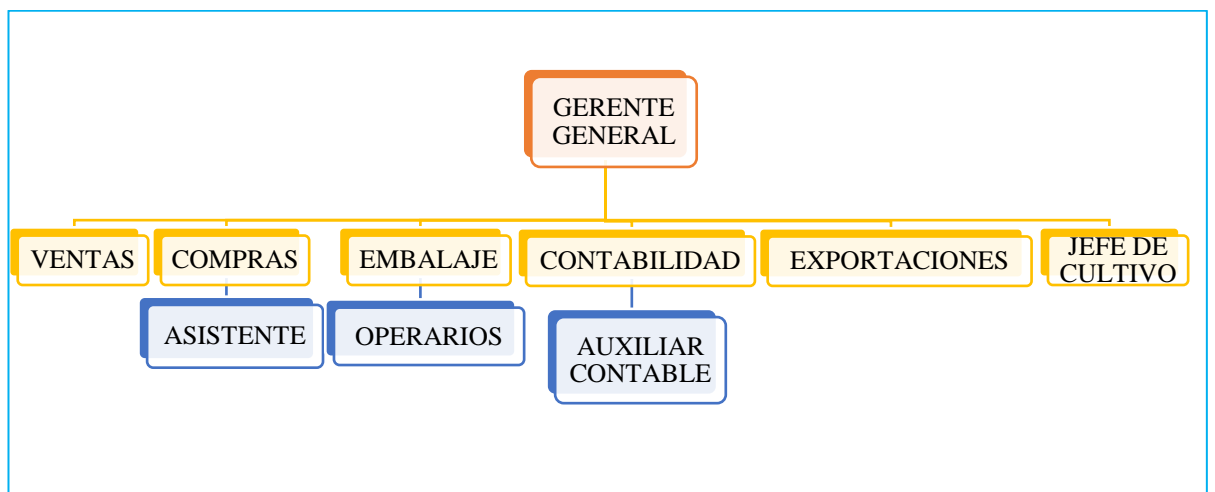 GERENTE
GENERAL
VENTAS
COMPRAS
EMBALAJE
CONTABILIDAD
EXPORTACIONES
JEFE DE
CULTIVO
ASISTENTE
OPERARIOS
AUXILIAR
CONTABLE